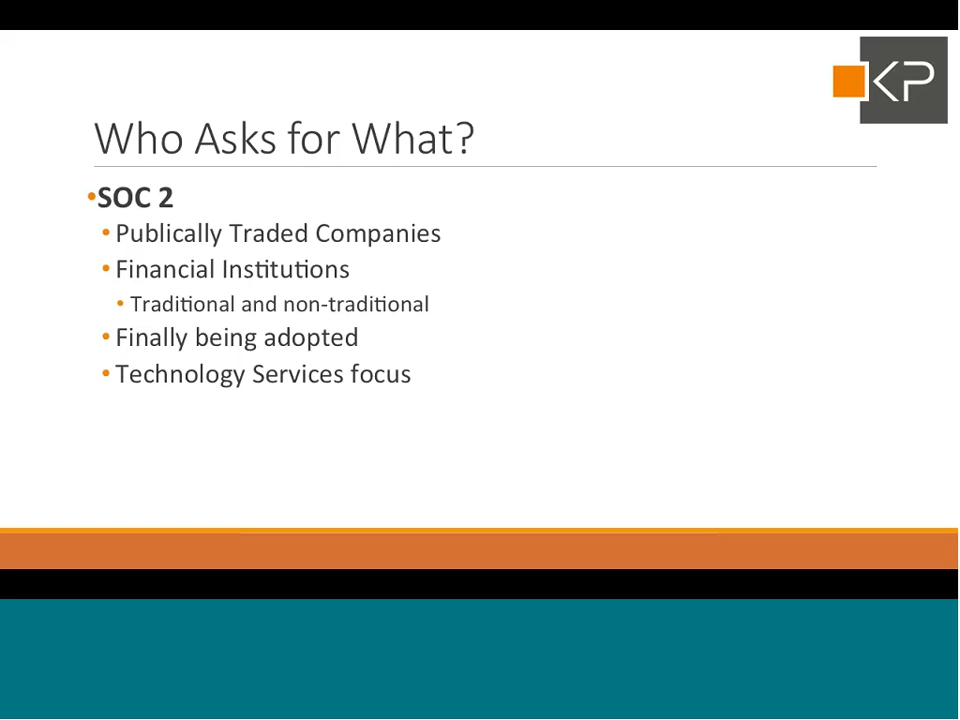 KP
Who Asks for What?
•SOC 2
• Publically Traded Companies
• Financial Institutions
• Traditional and non-traditional
• Finally being adopted
• Technology Services focus